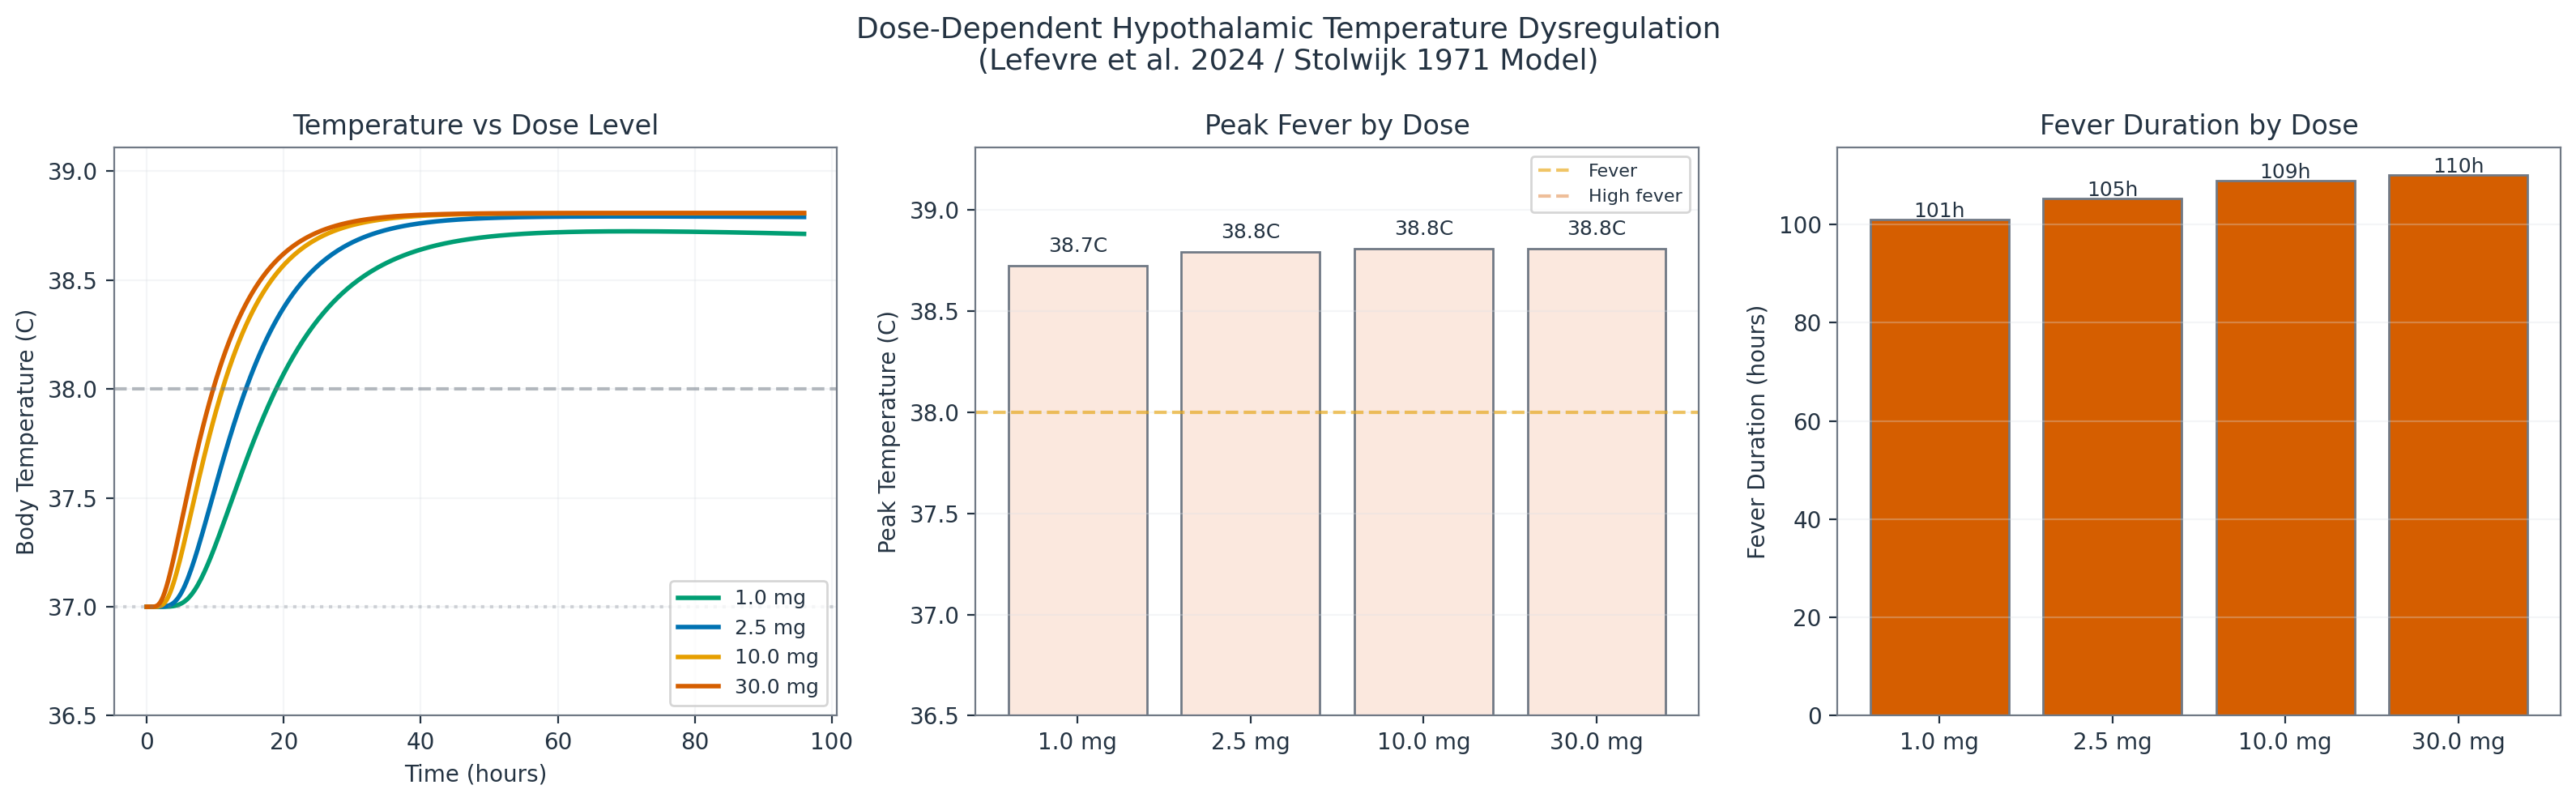 Dose-Dependent Hypothalamic Temperature Dysregulation
(Lefevre et al. 2024 / Stolwijk 1971 Model)
Temperature vs Dose Level
Body Temperature (C)
39.0
38.5
38.0
37.5
37.0
36.5
0
20
40
60
80
100
Time (hours)
1.0 mg
2.5 mg
10.0 mg
30.0 mg
Peak Fever by Dose
Peak Temperature (C)
39.0
38.5
38.0
37.5
37.0
36.5
Fever
High fever
38.7C
38.8C
38.8C
38.8C
1.0 mg
2.5 mg
10.0 mg
30.0 mg
Fever Duration by Dose
Fever Duration (hours)
100
80
60
40
20
0
101h
105h
109h
110h
1.0 mg
2.5 mg
10.0 mg
30.0 mg